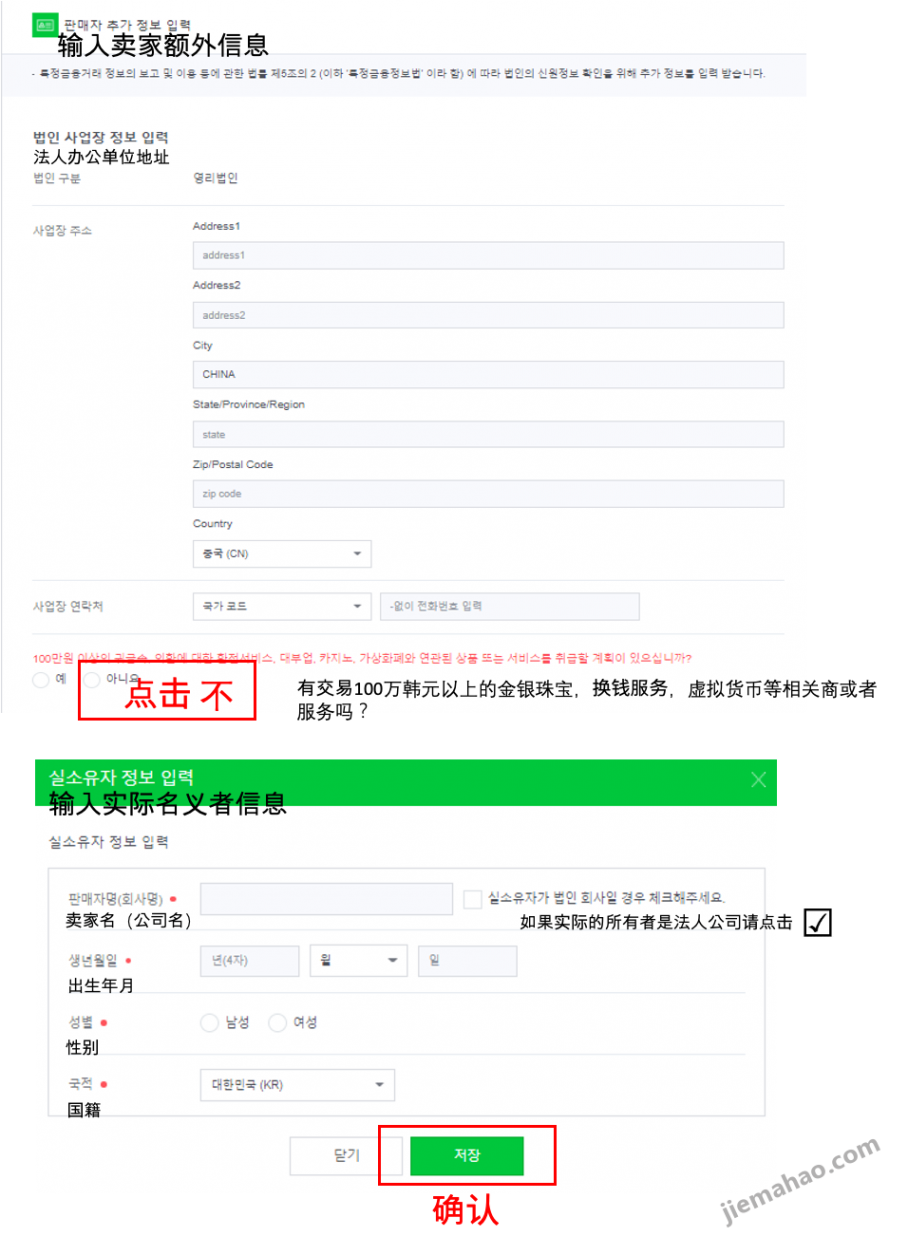 판매자 추가 정보 입력
输入卖家额外信息
- 특정금융거래 정보의 보고 및 이용 등에 관한 법률 제5조의 2 (이하 '특정금융정보법' 이라 함) 에 따라 법인의 신원정보 확인을 위해 추가 정보를 입력 받습니다.
법인 사업장 정보 입력
法人办公单位地址
법인 구분 영리법인
사업장 주소 Address1
address1
Address2
address2
City
CHINA
State/Province/Region
state
Zip/Postal Code
zip code
Country
중국 (CN)
사업장 연락처 국가 코드 -없이 전화번호 입력
100만원 이상의 귀금속, 외환에 대한 환전서비스, 대부업, 카지노, 가상화폐와 연관된 상품 또는 서비스를 취급할 계획이 있으십니까?
예 아니요
点击 不
有交易100万韩元以上的金银珠宝，换钱服务，虚拟货币等相关商或者
服务吗？
실소유자 정보 입력
输入实际名义者信息
실소유자 정보 입력
판매자명(회사명) 실소유자가 법인 회사일 경우 체크해주세요.
卖家名（公司名） 如果实际的所有者是法人公司请点击
생년월일 년(4자) 월 일
出生年月
성별 남성 여성
性别
국적 대한민국 (KR)
国籍
닫기 저장
确认
jiemahao.com